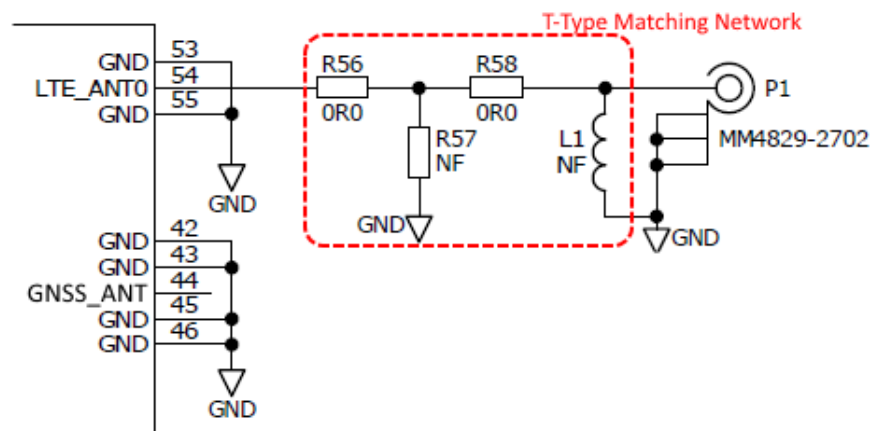 T-Type Matching Network
GND 53
LTE_ANT0 54
GND 55
R56
0R0
R58
0R0
R57
NF
L1
NF
P1
MM4829-2702
GND
GND
GND
GND 42
GND 43
GNSS_ANT 44
GND 45
GND 46
GND